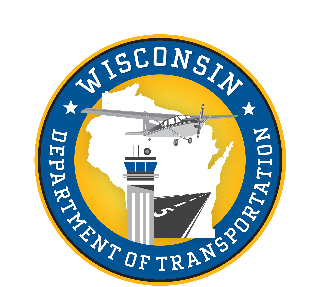 WISCONSIN
DEPARTMENT OF TRANSPORTATION